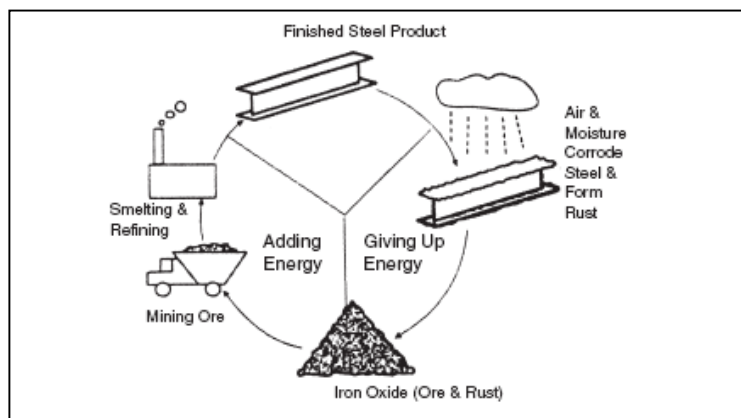 Finished Steel Product
Air &
Moisture
Corrode
Steel &
Form
Rust
Smelting &
Refining
Adding
Energy
Giving Up
Energy
Mining Ore
Iron Oxide (Ore & Rust)